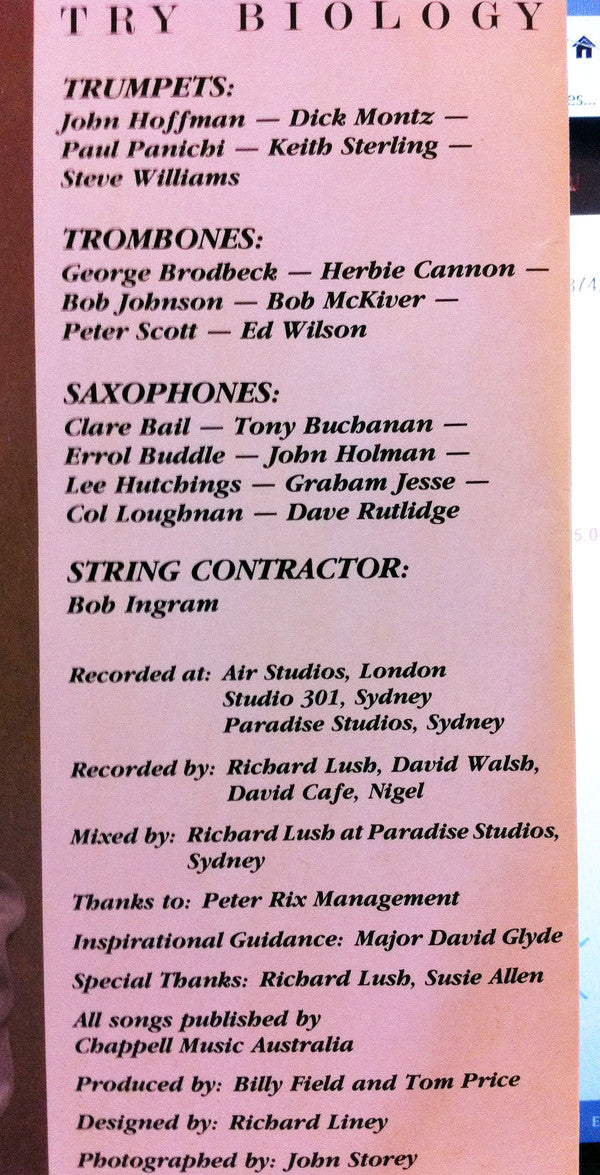 TRY BIOLOGY
TRUMPETS:
John Hoffman — Dick Montz —
Paul Panichi — Keith Sterling —
Steve Williams
TROMBONES:
George Brodbeck — Herbie Cannon —
Bob Johnson — Bob McKiver —
Peter Scott — Ed Wilson
SAXOPHONES:
Clare Bail — Tony Buchanan —
Errol Buddle — John Holman —
Lee Hutchings — Graham Jesse —
Col Loughnan — Dave Rutlidge
STRING CONTRACTOR:
Bob Ingram
Recorded at: Air Studios, London
Studio 301, Sydney
Paradise Studios, Sydney
Recorded by: Richard Lush, David Walsh,
David Cafe, Nigel
Mixed by: Richard Lush at Paradise Studios,
Sydney
Thanks to: Peter Rix Management
Inspirational Guidance: Major David Glyde
Special Thanks: Richard Lush, Susie Allen
All songs published by
Chappell Music Australia
Produced by: Billy Field and Tom Price
Designed by: Richard Liney
Photographed by: John Storey